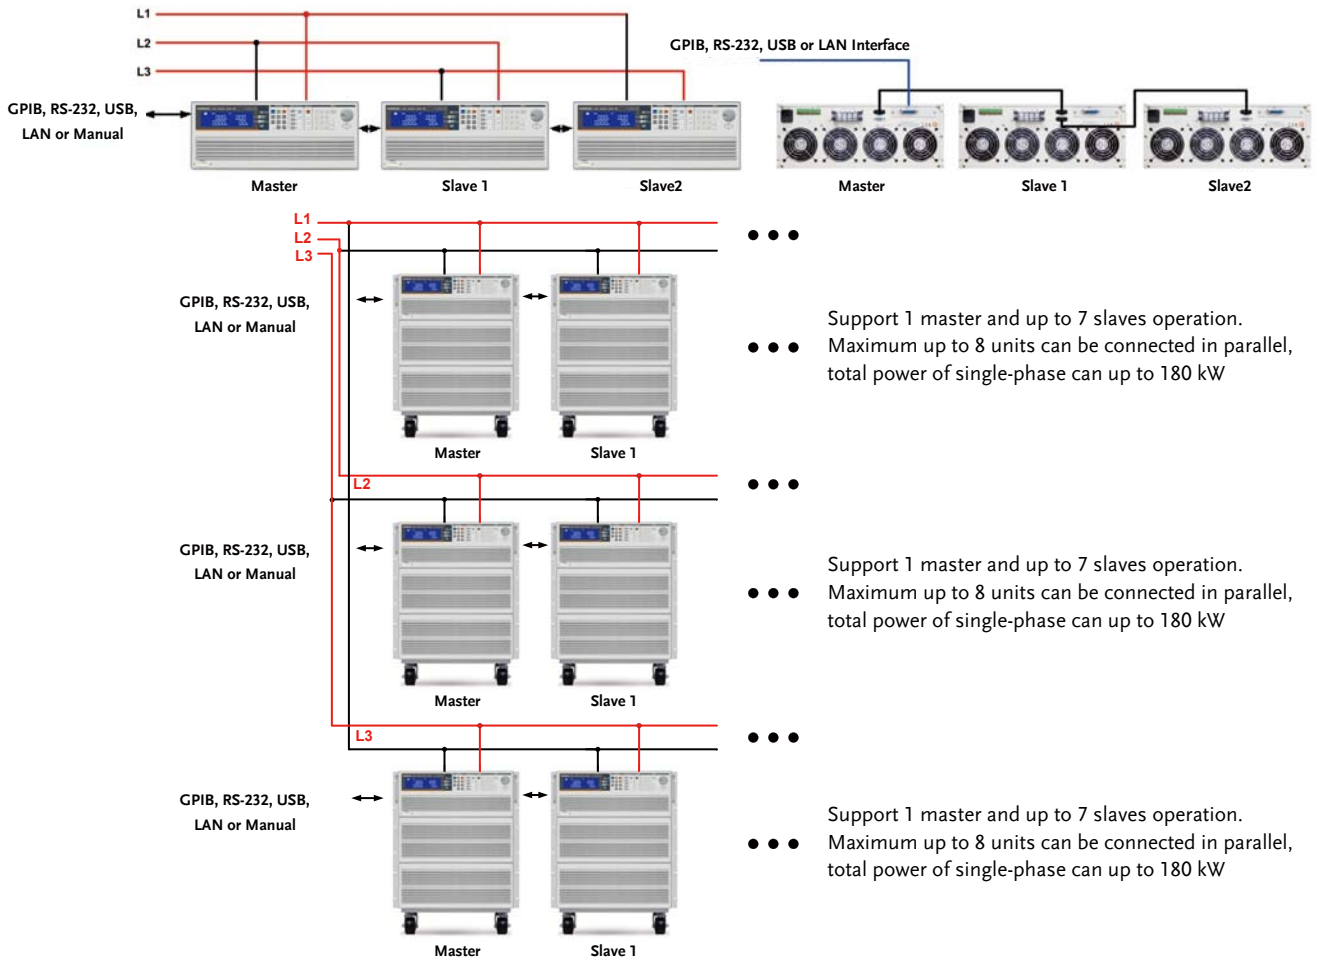 L1
L2
L3
GPIB, RS-232, USB,
LAN or Manual
Master
Slave 1
Slave2
GPIB, RS-232, USB or LAN Interface
Master
Slave 1
Slave2
L1
L2
L3
GPIB, RS-232, USB,
LAN or Manual
Master
Slave 1
Support 1 master and up to 7 slaves operation.
Maximum up to 8 units can be connected in parallel,
total power of single-phase can up to 180 kW
L2
GPIB, RS-232, USB,
LAN or Manual
Master
Slave 1
Support 1 master and up to 7 slaves operation.
Maximum up to 8 units can be connected in parallel,
total power of single-phase can up to 180 kW
L3
GPIB, RS-232, USB,
LAN or Manual
Master
Slave 1
Support 1 master and up to 7 slaves operation.
Maximum up to 8 units can be connected in parallel,
total power of single-phase can up to 180 kW